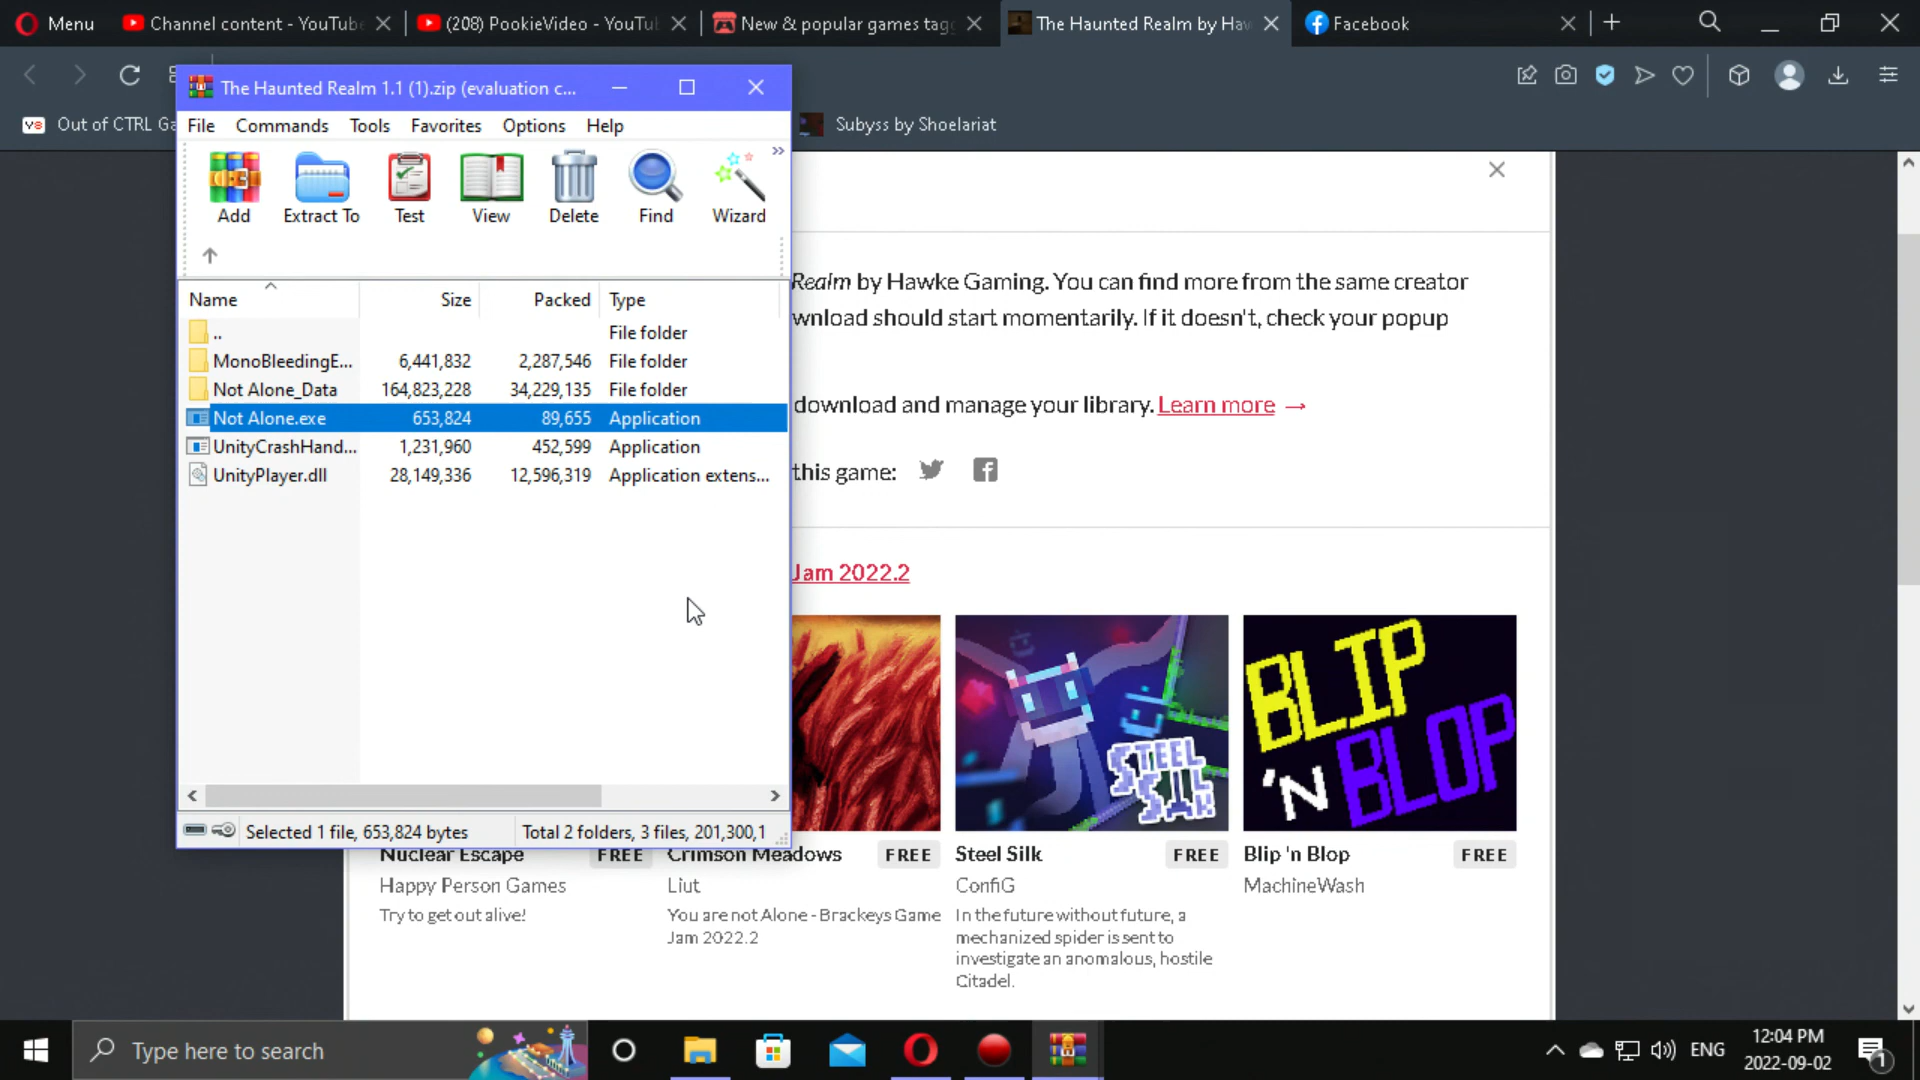 Menu
Channel content - YouTube
(208) PookieVideo - YouTu
New & popular games tagg
The Haunted Realm by Haw
Facebook
The Haunted Realm 1.1 (1).zip (evaluation c...
Y8 Out of CTRL Ga
Subyss by Shoelariat
File Commands Tools Favorites Options Help
Add Extract To Test View Delete Find Wizard
Name Size Packed Type
.. File folder
MonoBleedingE... 6,441,832 2,287,546 File folder
Not Alone_Data 164,823,228 34,229,135 File folder
Not Alone.exe 653,824 89,655 Application
UnityCrashHand... 1,231,960 452,599 Application
UnityPlayer.dll 28,149,336 12,596,319 Application extens...
Selected 1 file, 653,824 bytes
Total 2 folders, 3 files, 201,300,1
Realm by Hawke Gaming. You can find more from the same creator
wnload should start momentarily. If it doesn't, check your popup
download and manage your library. Learn more →
this game:
Jam 2022.2
STEEL SILK
BLIP 'N BLOP
Nuclear Escape FREE
Happy Person Games
Try to get out alive!
Crimson Meadows FREE
Liut
You are not Alone - Brackeys Game
Jam 2022.2
Steel Silk FREE
ConfiG
In the future without future, a
mechanized spider is sent to
investigate an anomalous, hostile
Citadel.
Blip 'n Blop FREE
MachineWash
Type here to search
ENG
12:04 PM
2022-09-02
1